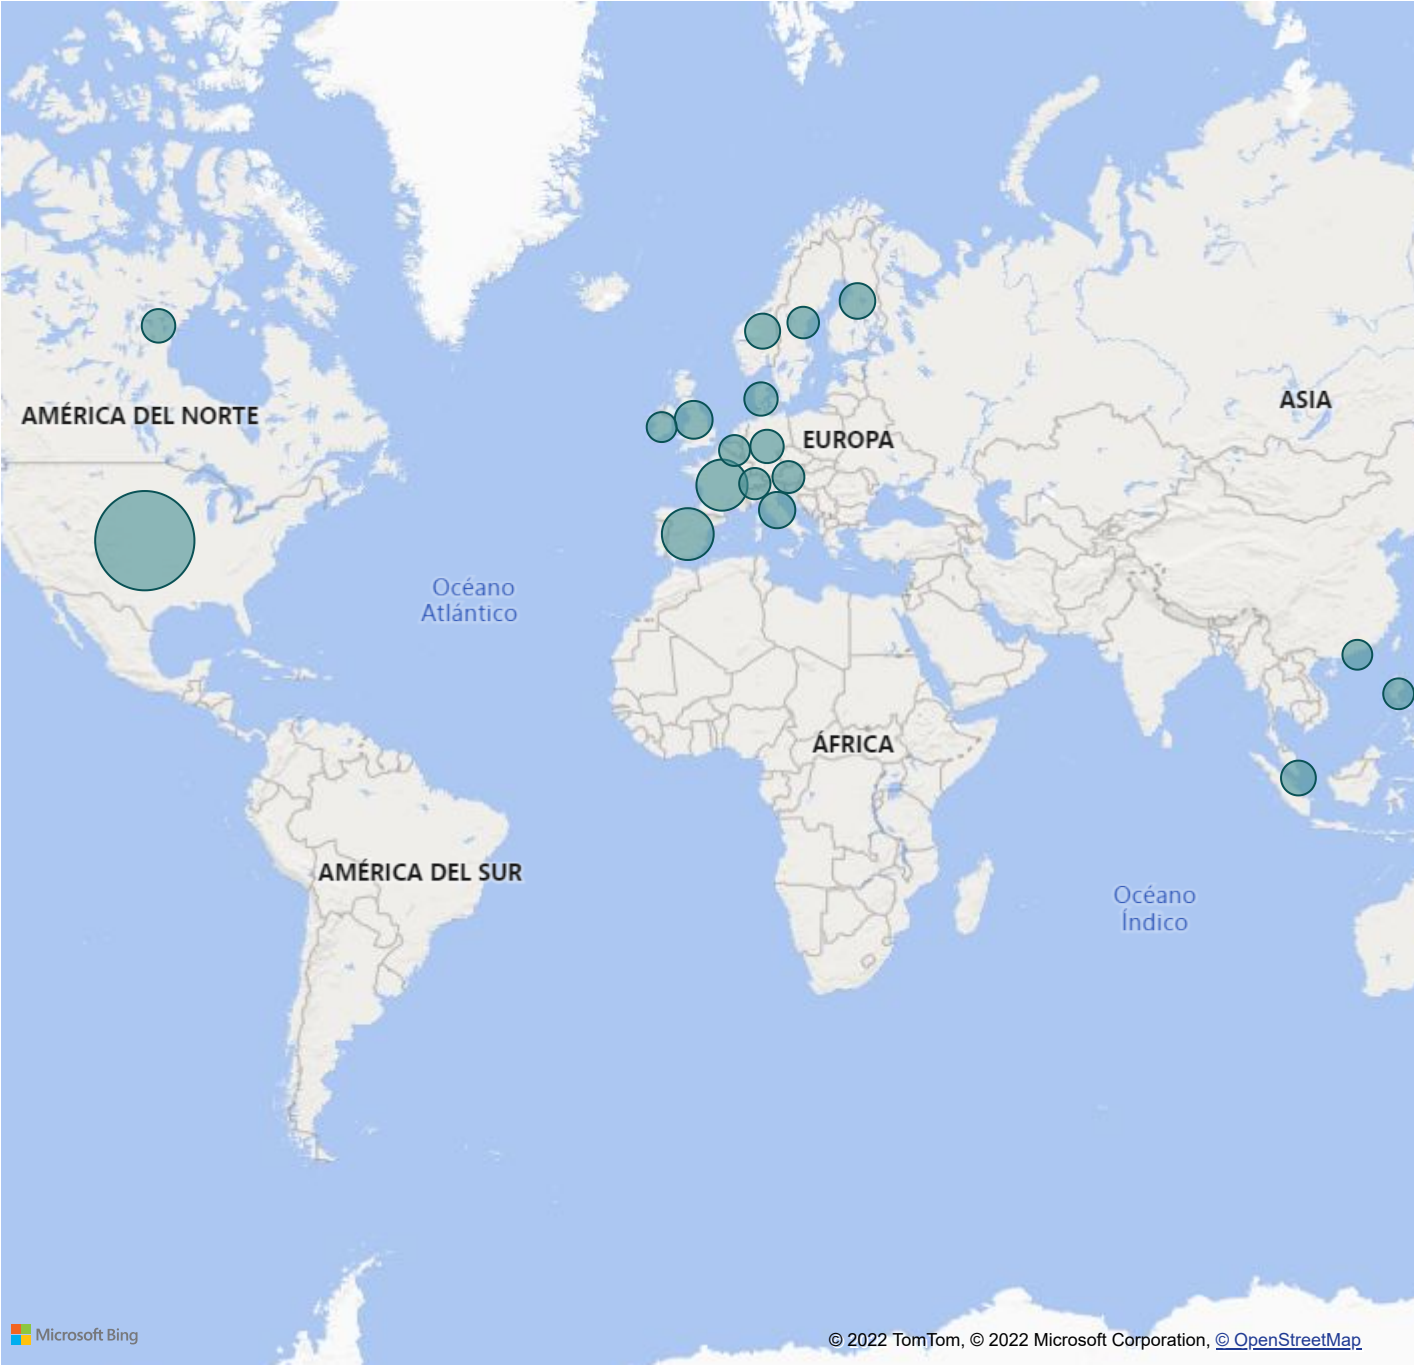 AMÉRICA DEL NORTE
ASIA
EUROPA
Océano
Atlántico
ÁFRICA
AMÉRICA DEL SUR
Océano
Índico
Microsoft Bing
© 2022 TomTom, © 2022 Microsoft Corporation, © OpenStreetMap